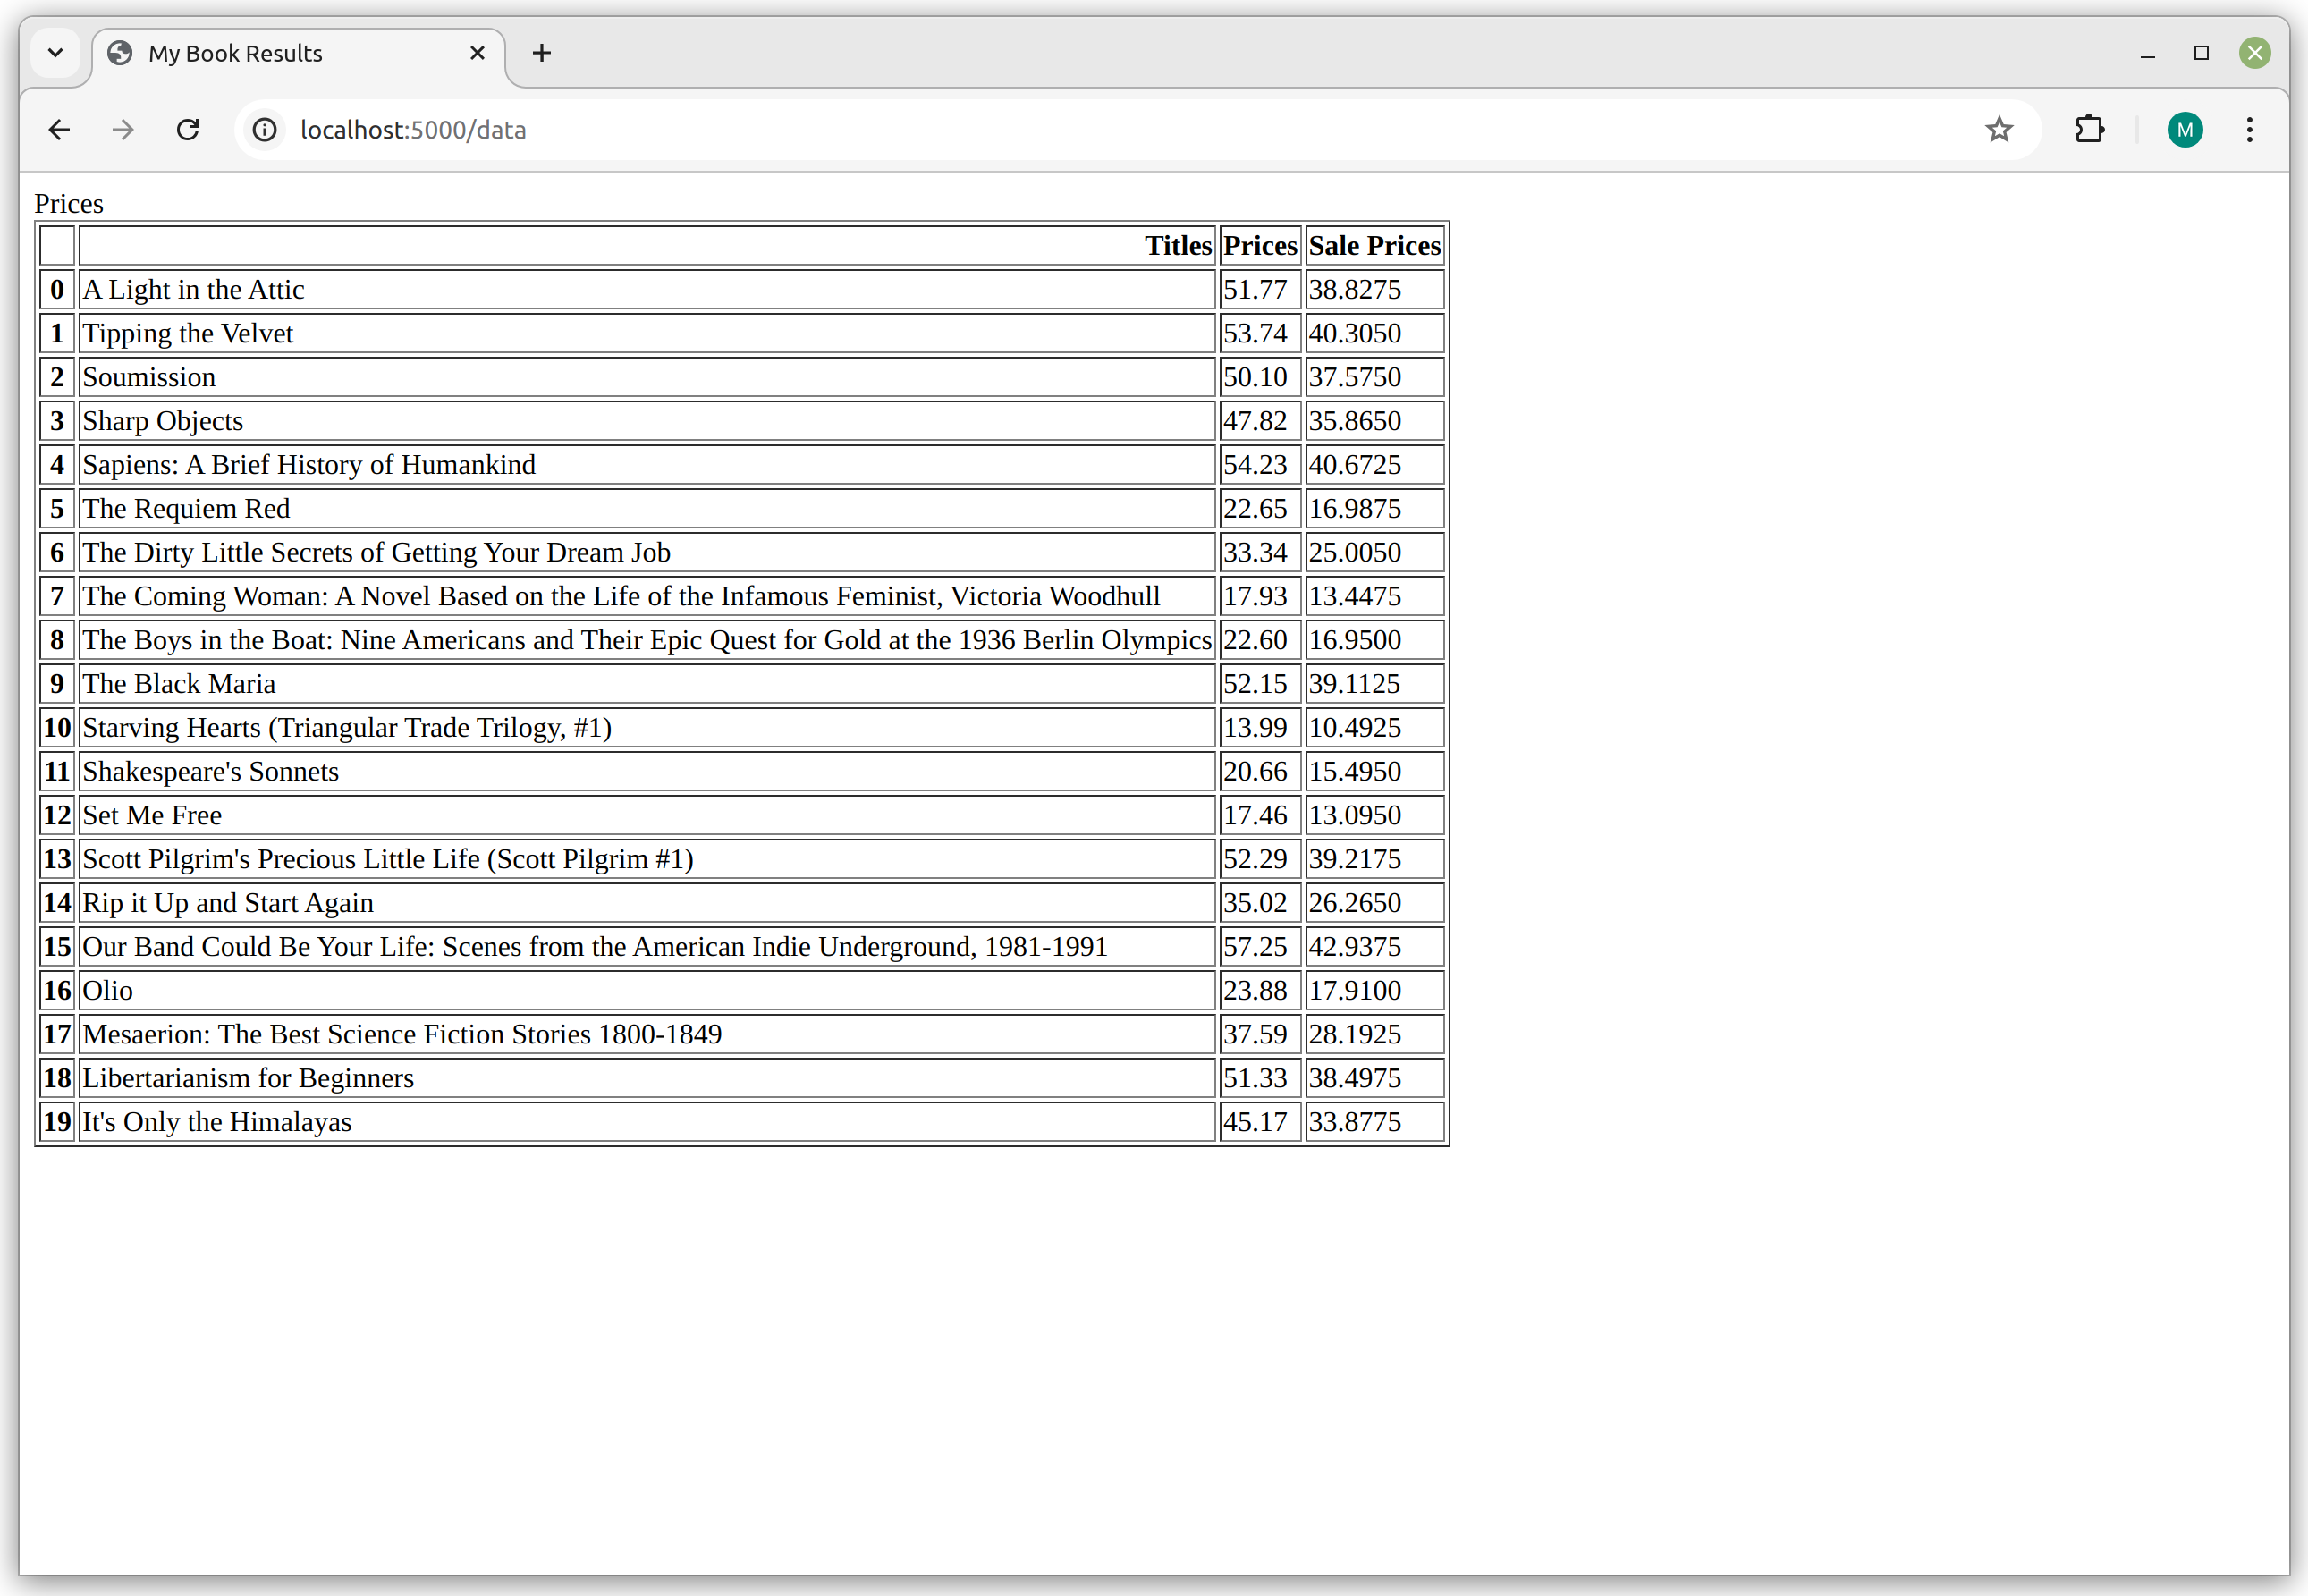 My Book Results
localhost:5000/data
M
Prices
Titles Prices Sale Prices
0 A Light in the Attic 51.77 38.8275
1 Tipping the Velvet 53.74 40.3050
2 Soumission 50.10 37.5750
3 Sharp Objects 47.82 35.8650
4 Sapiens: A Brief History of Humankind 54.23 40.6725
5 The Requiem Red 22.65 16.9875
6 The Dirty Little Secrets of Getting Your Dream Job 33.34 25.0050
7 The Coming Woman: A Novel Based on the Life of the Infamous Feminist, Victoria Woodhull 17.93 13.4475
8 The Boys in the Boat: Nine Americans and Their Epic Quest for Gold at the 1936 Berlin Olympics 22.60 16.9500
9 The Black Maria 52.15 39.1125
10 Starving Hearts (Triangular Trade Trilogy, #1) 13.99 10.4925
11 Shakespeare's Sonnets 20.66 15.4950
12 Set Me Free 17.46 13.0950
13 Scott Pilgrim's Precious Little Life (Scott Pilgrim #1) 52.29 39.2175
14 Rip it Up and Start Again 35.02 26.2650
15 Our Band Could Be Your Life: Scenes from the American Indie Underground, 1981-1991 57.25 42.9375
16 Olio 23.88 17.9100
17 Mesaerion: The Best Science Fiction Stories 1800-1849 37.59 28.1925
18 Libertarianism for Beginners 51.33 38.4975
19 It's Only the Himalayas 45.17 33.8775